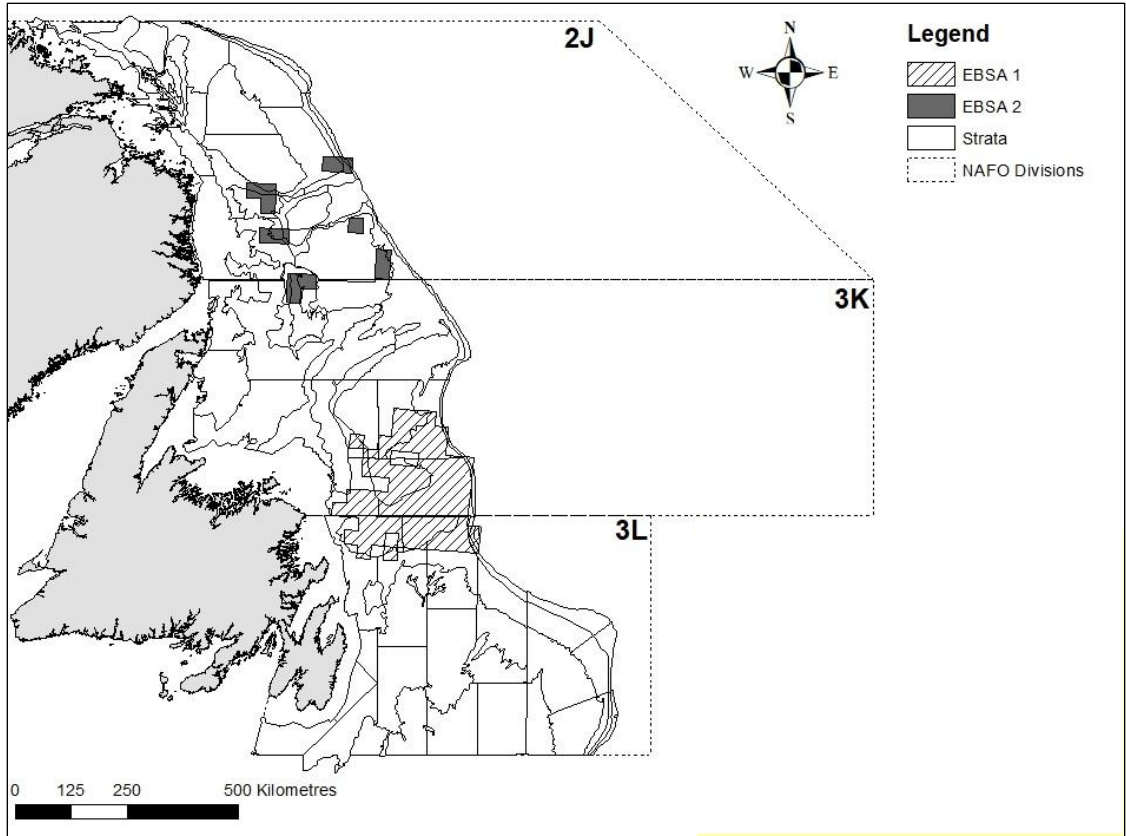 2J
N
W E
S
Legend
EBSA 1
EBSA 2
Strata
NAFO Divisions
3K
3L
0 125 250 500 Kilometres